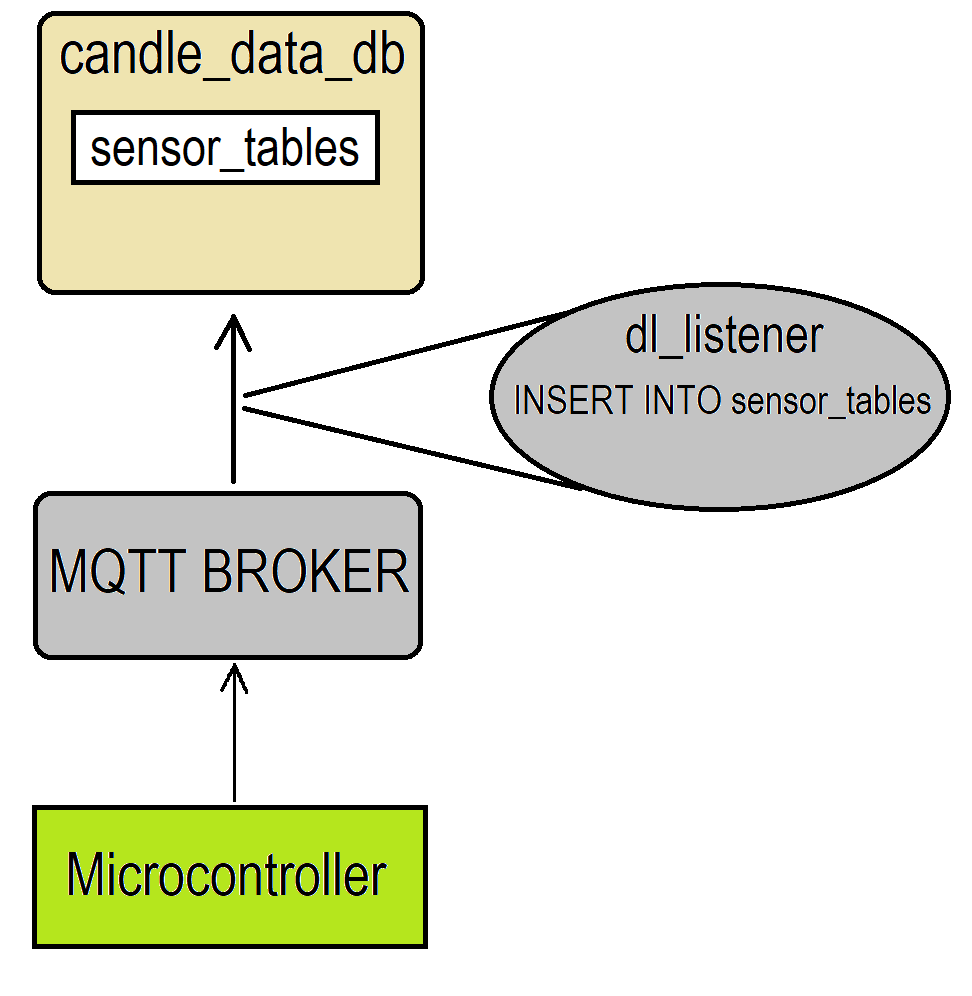 candle_data_db
sensor_tables
dl_listener
INSERT INTO sensor_tables
MQTT BROKER
Microcontroller